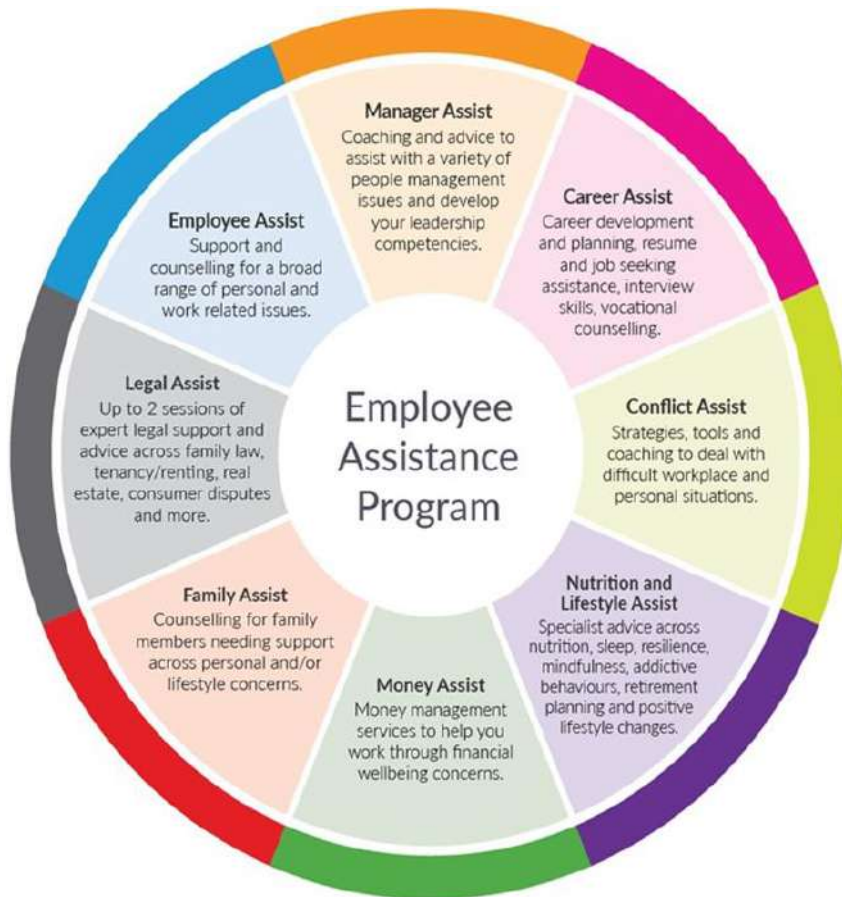 Manager Assist
Coaching and advice to
assist with a variety of
people management
issues and develop
your leadership
competencies.
Career Assist
Career development
and planning, resume
and job seeking
assistance, interview
skills, vocational
counselling.
Conflict Assist
Strategies, tools and
coaching to deal with
difficult workplace and
personal situations.
Nutrition and
Lifestyle Assist
Specialist advice across
nutrition, sleep, resilience,
mindfulness, addictive
behaviours, retirement
planning and positive
lifestyle changes.
Money Assist
Money management
services to help you
work through financial
wellbeing concerns.
Family Assist
Counselling for family
members needing support
across personal and/or
lifestyle concerns.
Legal Assist
Up to 2 sessions of
expert legal support and
advice across family law,
tenancy/renting, real
estate, consumer disputes
and more.
Employee Assist
Support and
counselling for a broad
range of personal and
work related issues.
Employee
Assistance
Program